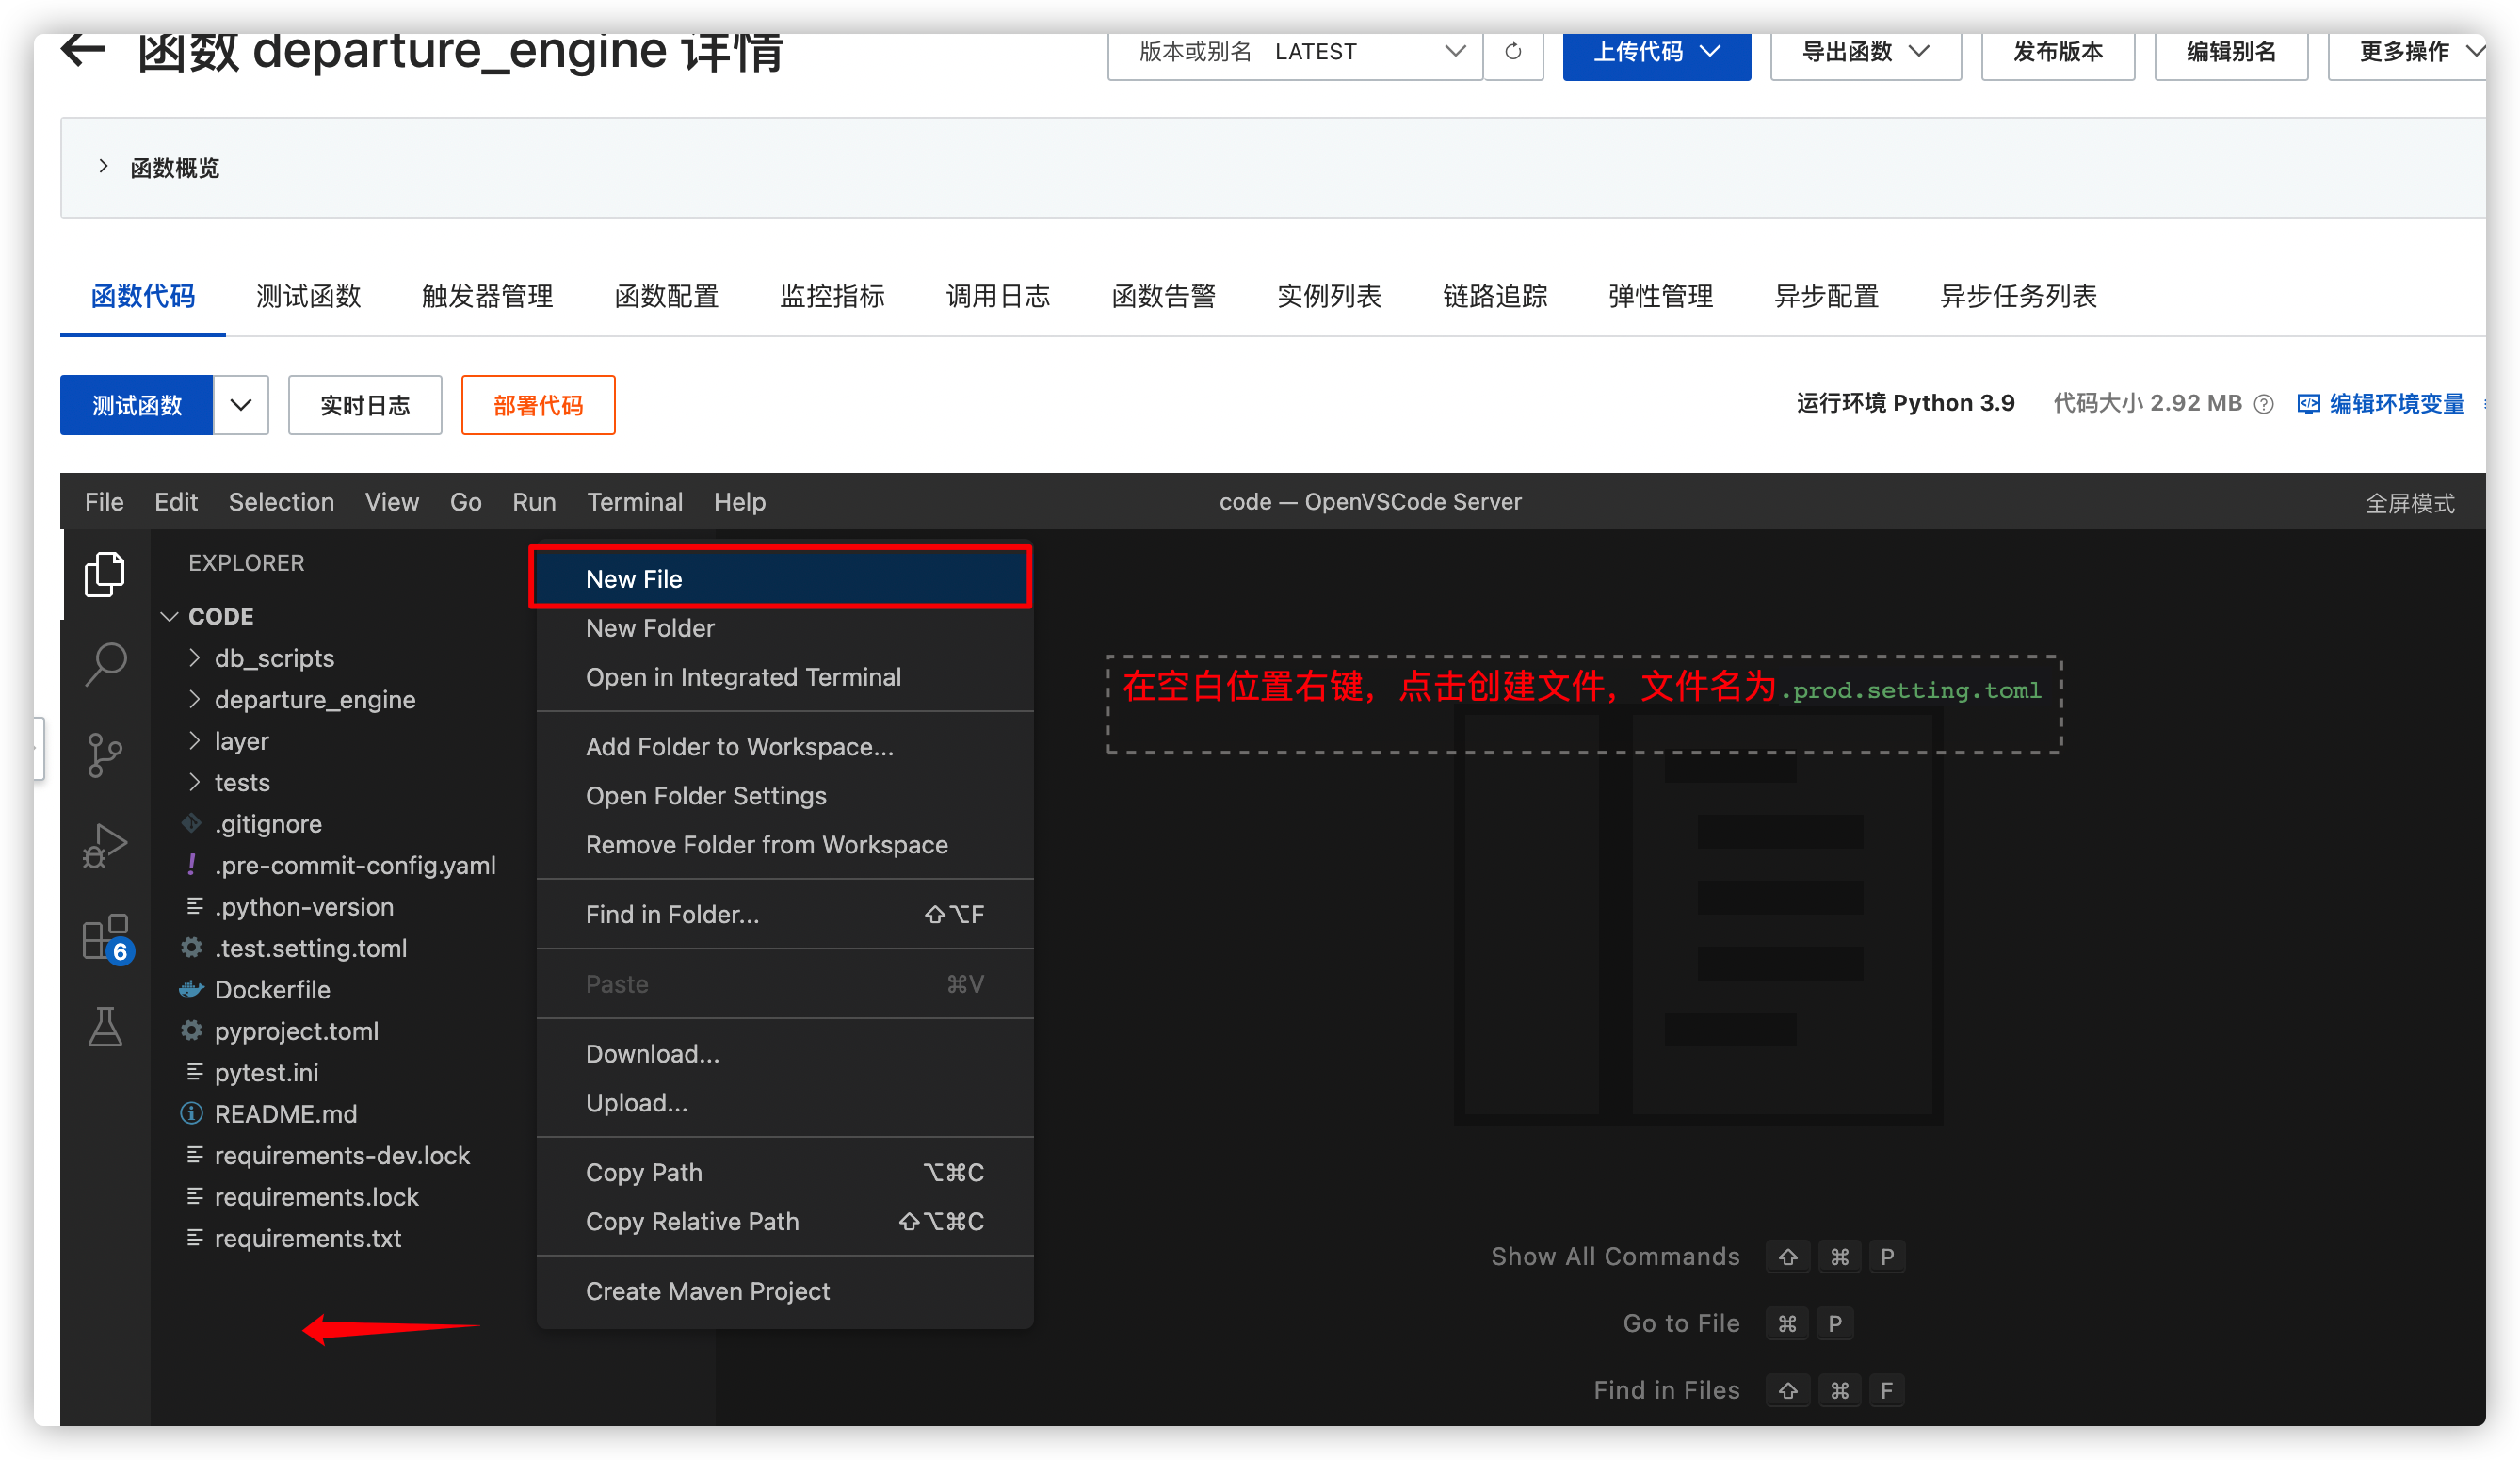 函数 departure_engine 详情
版本或别名 LATEST
上传代码
导出函数
发布版本
编辑别名
更多操作
函数概览
函数代码 测试函数 触发器管理 函数配置 监控指标 调用日志 函数告警 实例列表 链路追踪 弹性管理 异步配置 异步任务列表
测试函数
实时日志
部署代码
运行环境 Python 3.9
代码大小 2.92 MB
编辑环境变量
File Edit Selection View Go Run Terminal Help
code — OpenVSCode Server
全屏模式
EXPLORER
CODE
db_scripts
departure_engine
layer
tests
.gitignore
.pre-commit-config.yaml
.python-version
.test.setting.toml
Dockerfile
pyproject.toml
pytest.ini
README.md
requirements-dev.lock
requirements.lock
requirements.txt
6
New File
New Folder
Open in Integrated Terminal
Add Folder to Workspace...
Open Folder Settings
Remove Folder from Workspace
Find in Folder... ⇧⌥F
Paste ⌘V
Download...
Upload...
Copy Path ⌥⌘C
Copy Relative Path ⇧⌥⌘C
Create Maven Project
在空白位置右键，点击创建文件，文件名为.prod.setting.toml
Show All Commands ⇧ ⌘ P
Go to File ⌘ P
Find in Files ⇧ ⌘ F